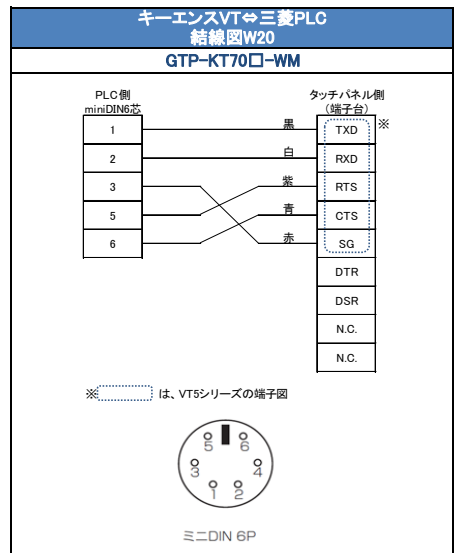 キーエンスVT⇔三菱PLC
結線図W20
GTP-KT70□-WM
PLC側
miniDIN6芯
タッチパネル側
(端子台)
1 黒 TXD ※
2 白 RXD
3 紫 RTS
5 青 CTS
6 赤 SG
DTR
DSR
N.C.
N.C.
※ は、VT5シリーズの端子図
5 6
3 4
1 2
ミニDIN 6P